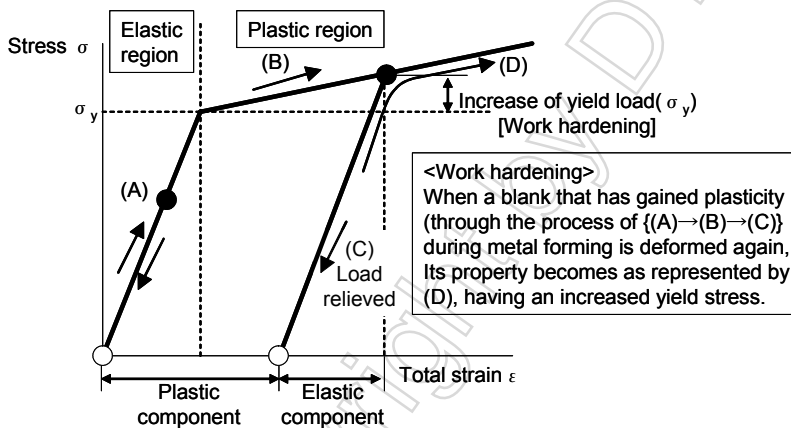 Elastic
region
Plastic region
Stress σ
(B)
(D)
σ y
Increase of yield load(σ y)
[Work hardening]
(A)
<Work hardening>
When a blank that has gained plasticity
(through the process of {(A)→(B)→(C)}
during metal forming is deformed again,
Its property becomes as represented by
(D), having an increased yield stress.
(C)
Load
relieved
Total strain ε
Plastic
component
Elastic
component
right by D